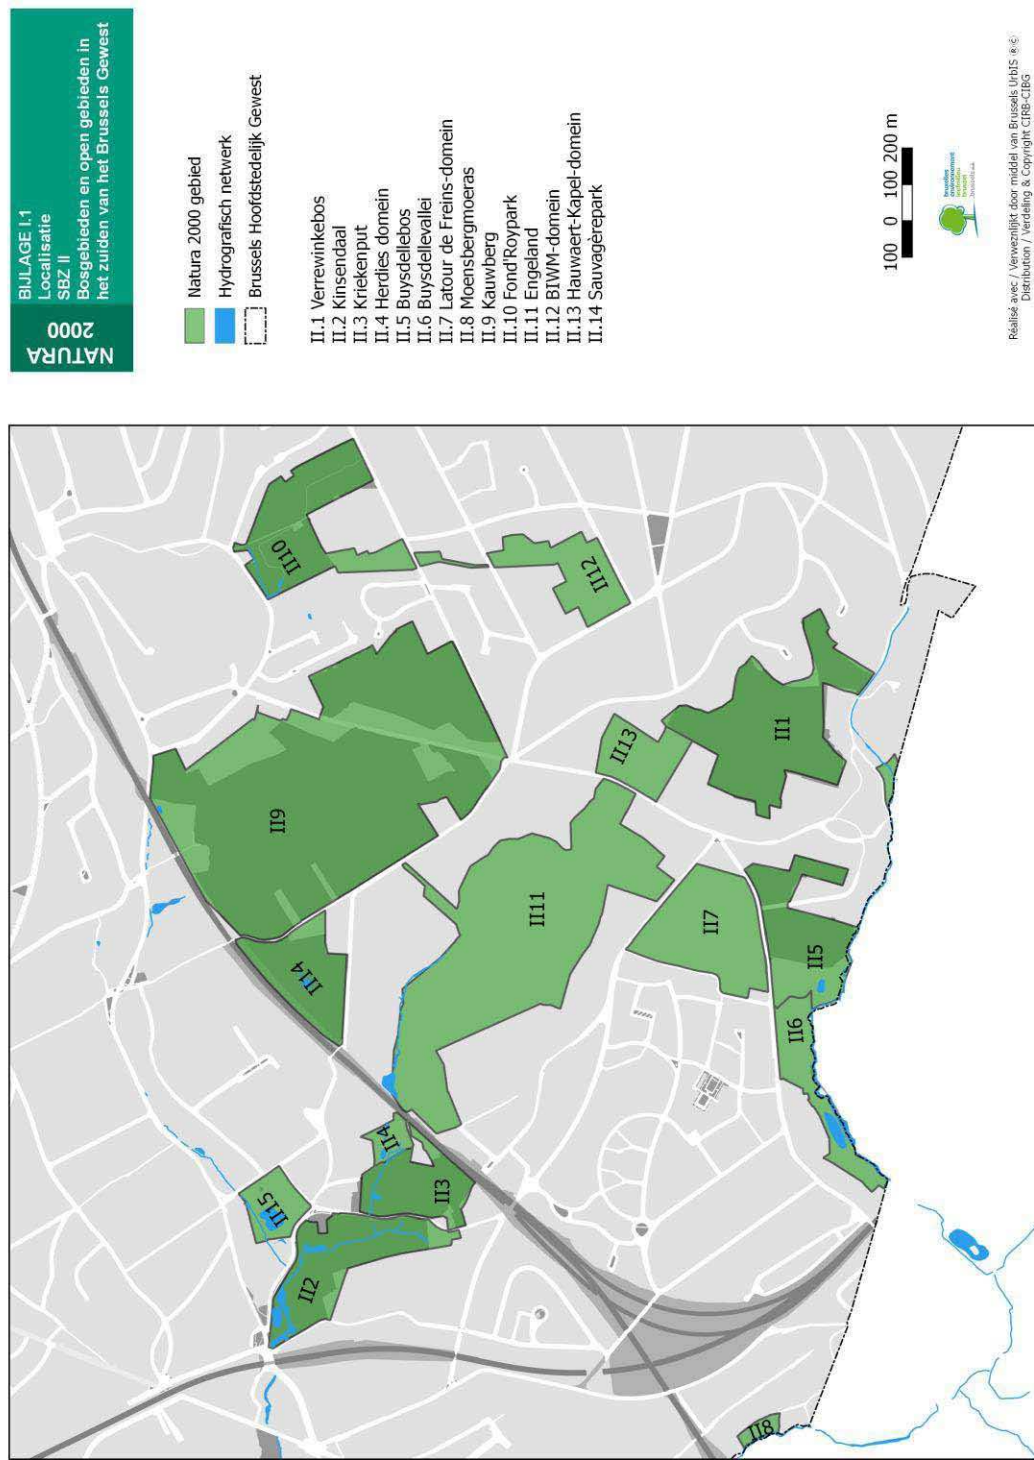 NATURA
2000
BIJLAGE I.1
Localisatie
SBZ II
Bosgebieden en open gebieden in
het zuiden van het Brussels Gewest
Natura 2000 gebied
Hydrografisch netwerk
Brussels Hoofdstedelijk Gewest
II.1 Verrewinkebos
II.2 Kinsendaal
II.3 Kriekenput
II.4 Herdies domein
II.5 Buysdellebos
II.6 Buysdellevallei
II.7 Latour de Freins-domein
II.8 Moensbergmoeras
II.9 Kauwberg
II.10 Fond'Roypark
II.11 Engeland
II.12 BIWM-domein
II.13 Hauwaert-Kapel-domein
II.14 Sauvagèrepark
100 0 100 200 m
Réalisé avec / Verweznlijkt door middel van Brussels UrbIS
Distribution / Verdeling & Copyright CIRB-CIBG
II10
II12
II9
II13
II1
II11
II7
II14
II5
II6
II4
II3
II15
II2
II8